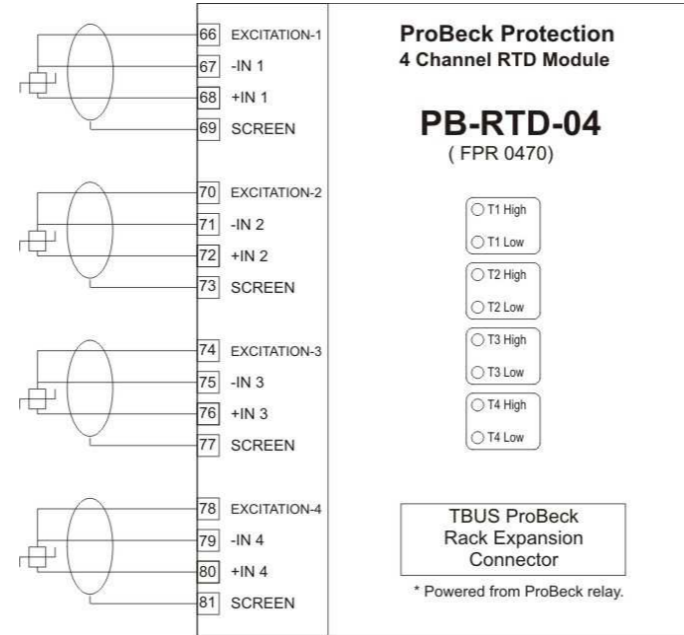 66 EXCITATION-1
67 -IN 1
68 +IN 1
69 SCREEN
70 EXCITATION-2
71 -IN 2
72 +IN 2
73 SCREEN
74 EXCITATION-3
75 -IN 3
76 +IN 3
77 SCREEN
78 EXCITATION-4
79 -IN 4
80 +IN 4
81 SCREEN
ProBeck Protection
4 Channel RTD Module
PB-RTD-04
( FPR 0470)
T1 High
T1 Low
T2 High
T2 Low
T3 High
T3 Low
T4 High
T4 Low
TBUS ProBeck
Rack Expansion
Connector
* Powered from ProBeck relay.